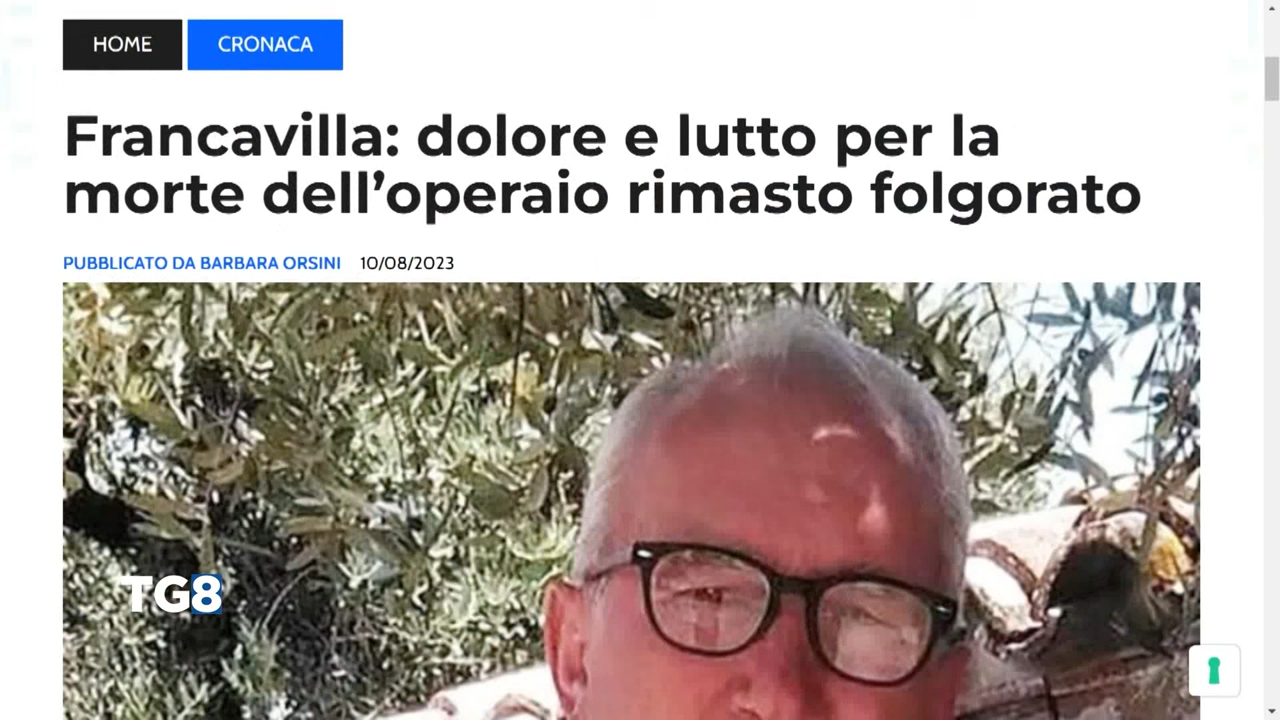 HOME
CRONACA
Francavilla: dolore e lutto per la
morte dell’operaio rimasto folgorato
PUBBLICATO DA BARBARA ORSINI 10/08/2023
TG8